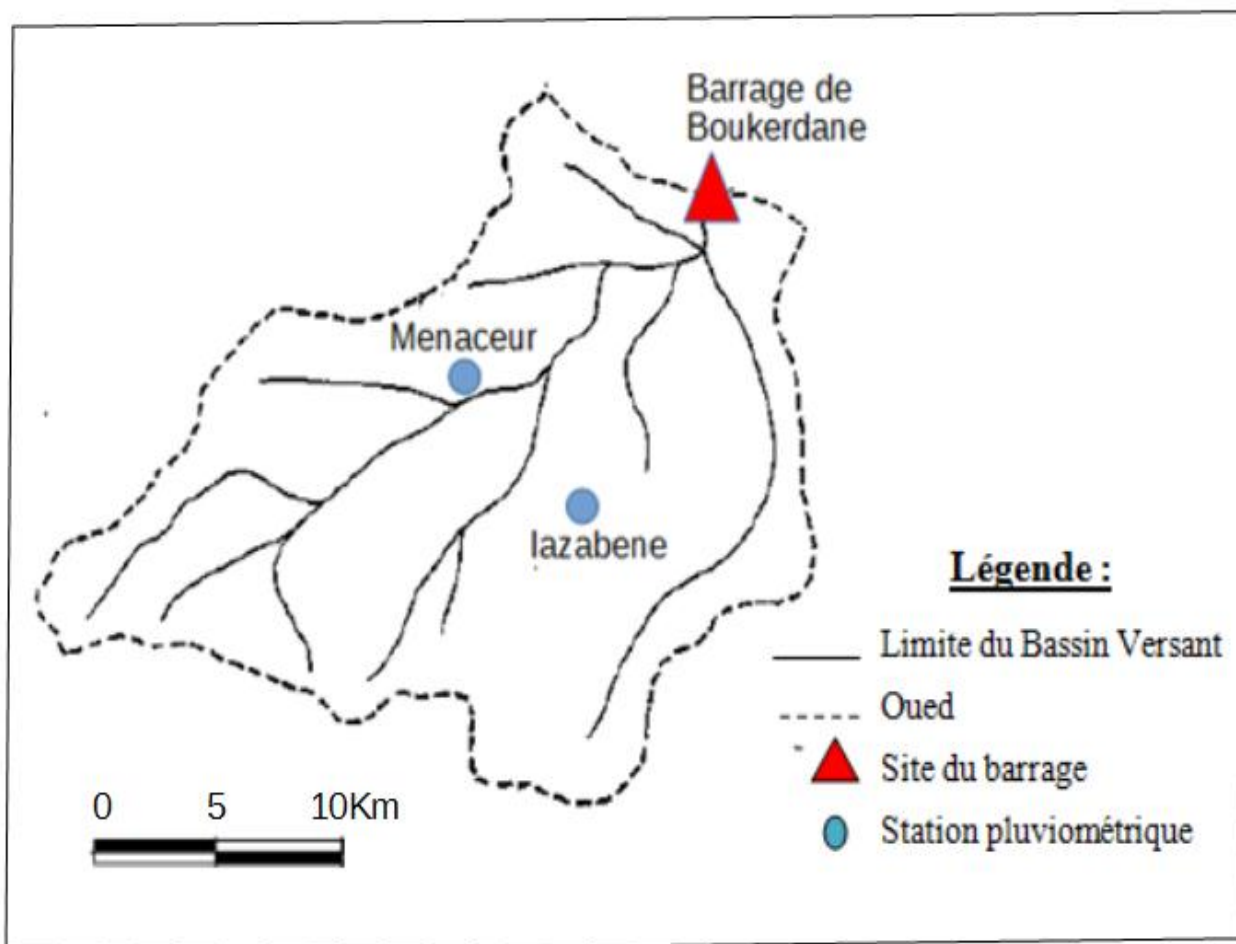 Barrage de
Boukerdane
Menaceur
Iazabene
Légende :
Limite du Bassin Versant
Oued
Site du barrage
Station pluviométrique
0 5 10Km